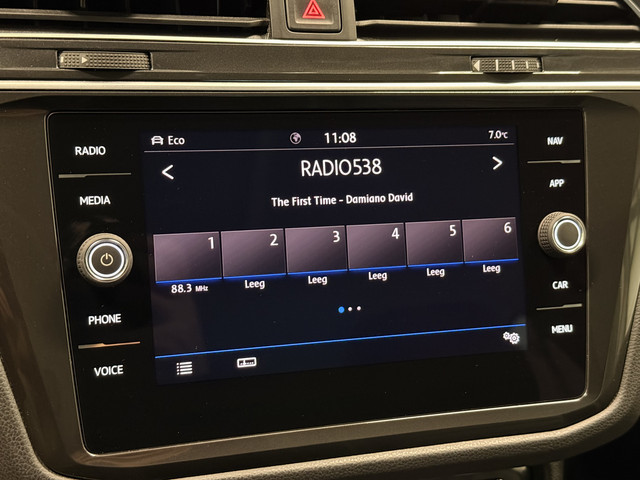 Eco 11:08 7.0°C
RADIO538
The First Time - Damiano David
1 2 3 4 5 6
88.3 MHz Leeg Leeg Leeg Leeg Leeg
RADIO
MEDIA
PHONE
VOICE
NAV
APP
CAR
MENU